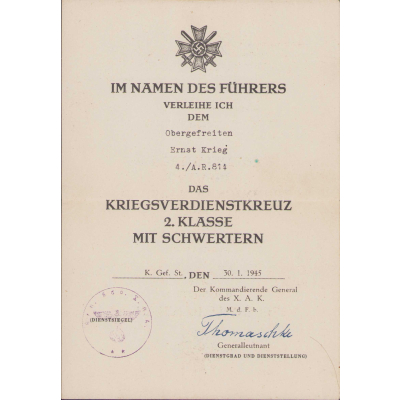 IM NAMEN DES FÜHRERS
VERLEIHE ICH
DEM
Obergefreiten
Ernst Krieg
4./A.R.814
DAS
KRIEGSVERDIENSTKREUZ
2. KLASSE
MIT SCHWERTERN
K. Gef. St., DEN 30. 1. 1945
Der Kommandierende General
des X. A. K.
M. d. F. b.
(DIENSTSIEGEL)
Thomaschke
Generalleutnant
(DIENSTGRAD UND DIENSTSTELLUNG)